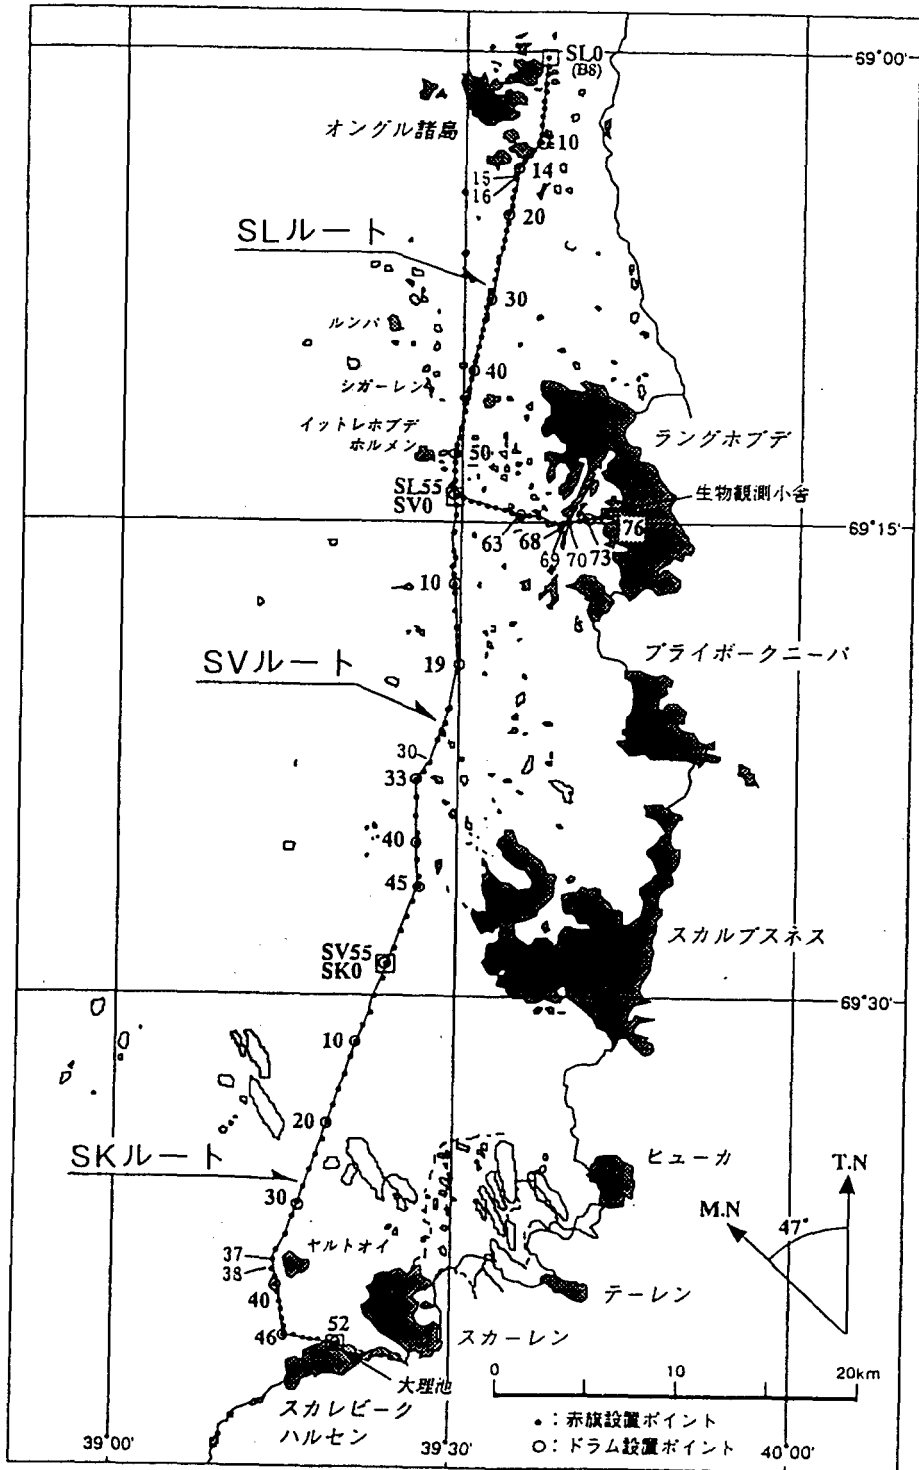 SL0
(B8)
69°00'
オングル諸島
10
14
15
16
20
SLルート
30
ルンパ
40
シガーレン
イットレホブデ
ホルメン
ラングホブデ
50
生物観測小舎
SL55
SV0
76
69°15'
63
68
69
70
73
10
ブライボークニーパ
SVルート
19
30
33
40
45
スカルブスネス
SV55
SK0
69°30'
10
20
SKルート
ヒューカ
T.N
30
M.N
47°
37
ヤルトオイ
38
40
テーレン
52
46
スカーレン
0
10
20km
大理池
スカレビーク
ハルセン
•：赤旗設置ポイント
○：ドラム設置ポイント
39°00'
39°30'
40°00'